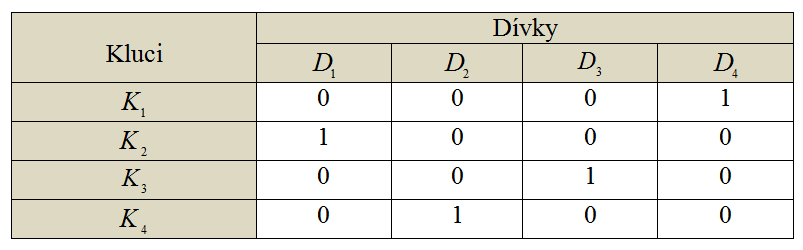 Kluci Dívky
D₁ D₂ D₃ D₄
K₁ 0 0 0 1
K₂ 1 0 0 0
K₃ 0 0 1 0
K₄ 0 1 0 0